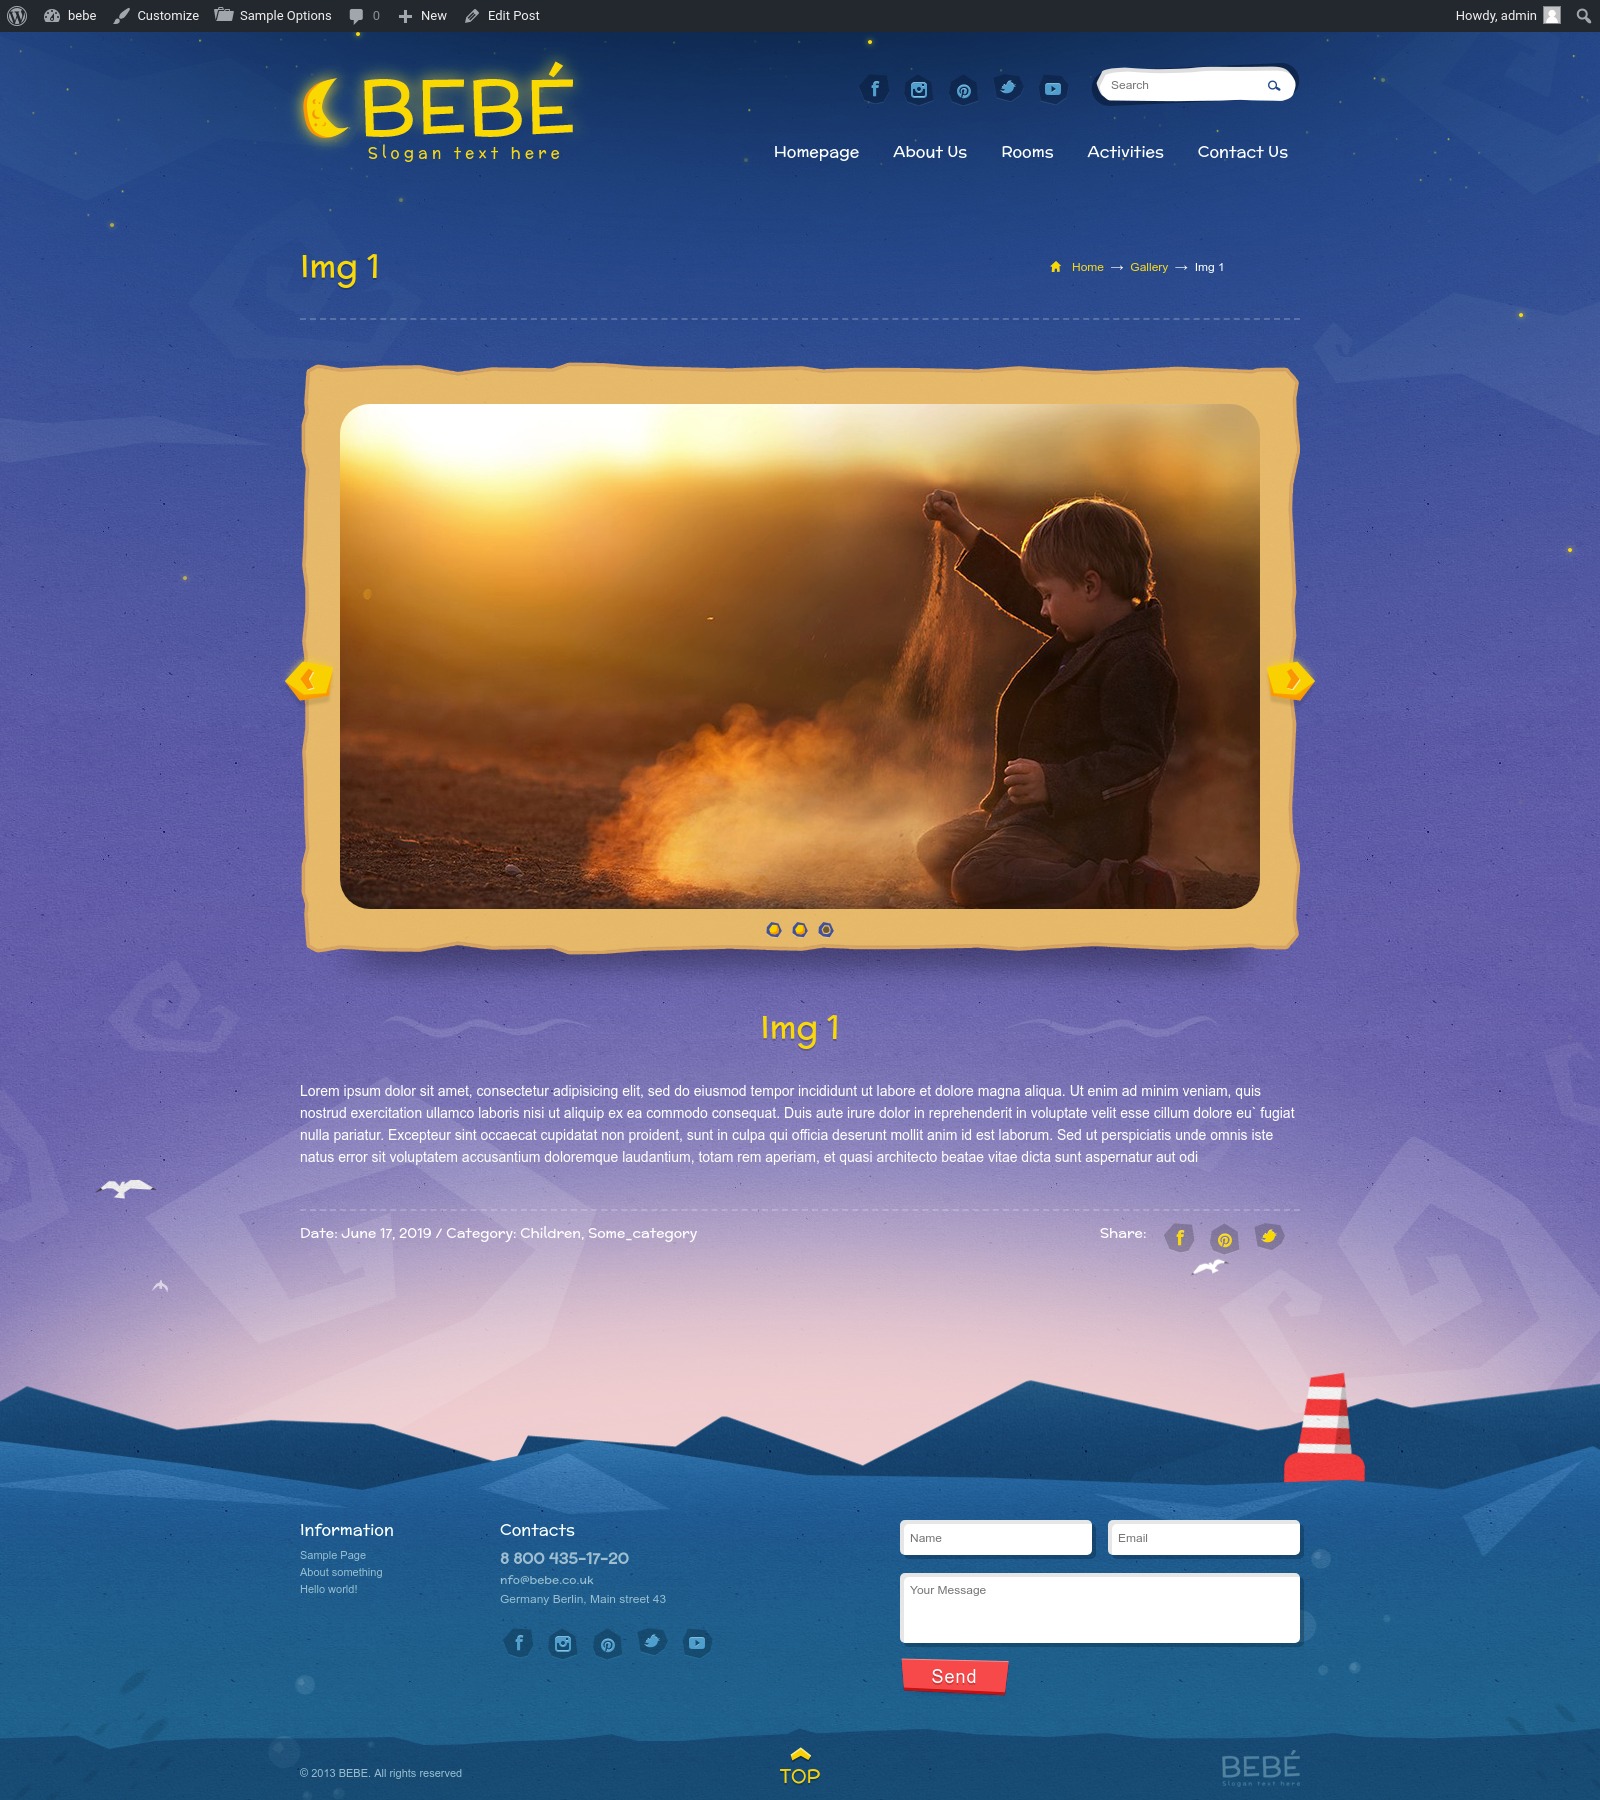 bebe Customize Sample Options 0 New Edit Post Howdy, admin
BEBÉ
Slogan text here
Search
Homepage About Us Rooms Activities Contact Us
Img 1
Home → Gallery → Img 1
Img 1
Lorem ipsum dolor sit amet, consectetur adipisicing elit, sed do eiusmod tempor incididunt ut labore et dolore magna aliqua. Ut enim ad minim veniam, quis
nostrud exercitation ullamco laboris nisi ut aliquip ex ea commodo consequat. Duis aute irure dolor in reprehenderit in voluptate velit esse cillum dolore eu` fugiat
nulla pariatur. Excepteur sint occaecat cupidatat non proident, sunt in culpa qui officia deserunt mollit anim id est laborum. Sed ut perspiciatis unde omnis iste
natus error sit voluptatem accusantium doloremque laudantium, totam rem aperiam, et quasi architecto beatae vitae dicta sunt aspernatur aut odi
Date: June 17, 2019 / Category: Children, Some_category
Share:
Information
Sample Page
About something
Hello world!
Contacts
8 800 435-17-20
nfo@bebe.co.uk
Germany Berlin, Main street 43
Name
Email
Your Message
Send
© 2013 BEBE. All rights reserved
TOP
BEBÉ
Slogan text here